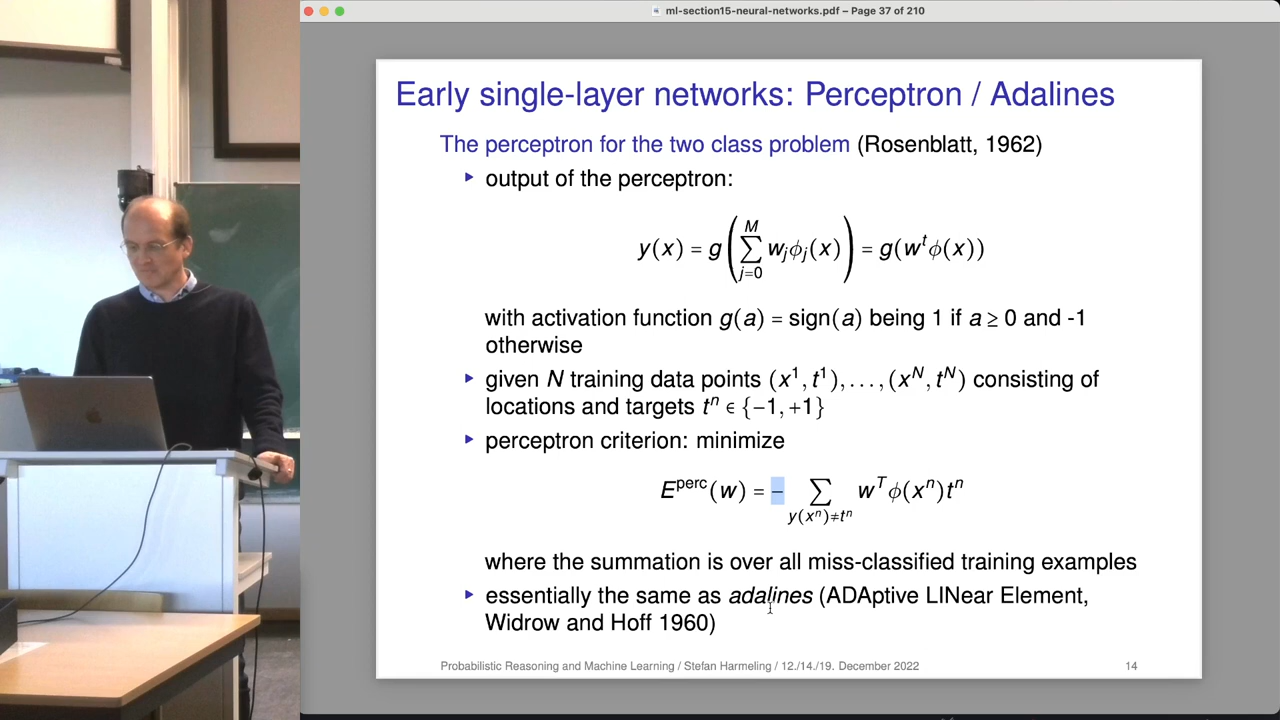 ml-section15-neural-networks.pdf – Page 37 of 210
Early single-layer networks: Perceptron / Adalines
The perceptron for the two class problem (Rosenblatt, 1962)
▸ output of the perceptron:
y(x) = g(∑_{j=0}^{M} w_jϕ_j(x)) = g(w^tϕ(x))
with activation function g(a) = sign(a) being 1 if a ≥ 0 and -1
otherwise
▸ given N training data points (x^1, t^1), . . . , (x^N, t^N) consisting of
locations and targets t^n ∈ {−1, +1}
▸ perceptron criterion: minimize
E^perc(w) = − ∑_{y(x^n)≠t^n} w^Tϕ(x^n)t^n
where the summation is over all miss-classified training examples
▸ essentially the same as adalines (ADAptive LINear Element,
Widrow and Hoff 1960)
Probabilistic Reasoning and Machine Learning / Stefan Harmeling / 12./14./19. December 2022
14